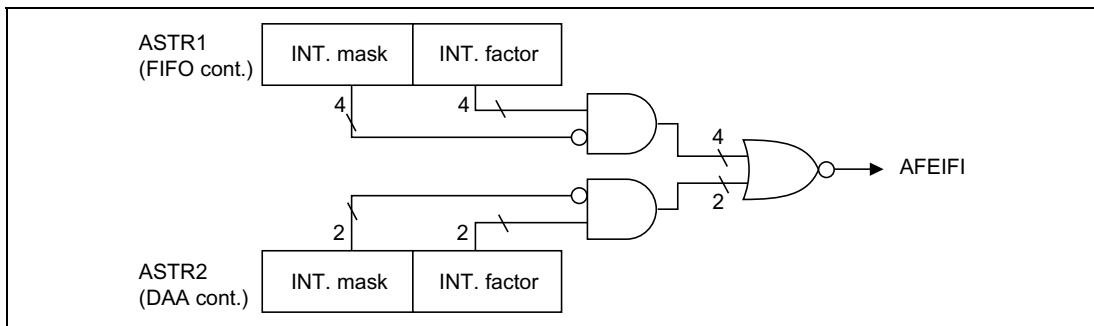 ASTR1
(FIFO cont.)
INT. mask
INT. factor
4
4
4
AFEIFI
2
2
2
ASTR2
(DAA cont.)
INT. mask
INT. factor